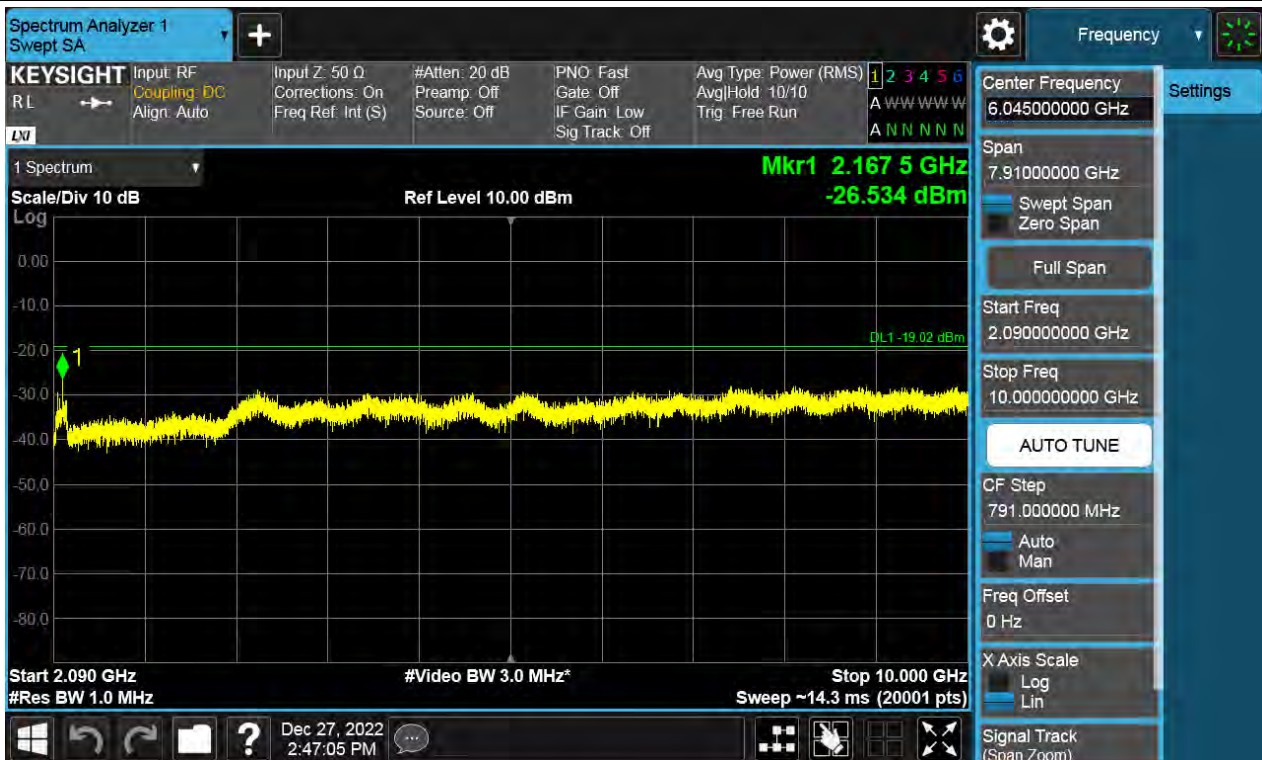 Spectrum Analyzer 1
Swept SA
+
Frequency
KEYSIGHT
RL
LXI
Input: RF
Coupling: DC
Align: Auto
Input Z: 50 Ω
Corrections: On
Freq Ref: Int (S)
#Atten: 20 dB
Preamp: Off
Source: Off
PNO: Fast
Gate: Off
IF Gain: Low
Sig Track: Off
Avg Type: Power (RMS)
Avg|Hold: 10/10
Trig: Free Run
1 2 3 4 5 6
A W W W W W
A N N N N N
1 Spectrum
Mkr1 2.167 5 GHz
Scale/Div 10 dB
Ref Level 10.00 dBm
-26.534 dBm
Log
0.00
-10.0
DL1 -19.02 dBm
-20.0
1
-30.0
-40.0
-50.0
-60.0
-70.0
-80.0
Start 2.090 GHz
#Video BW 3.0 MHz*
Stop 10.000 GHz
#Res BW 1.0 MHz
Sweep ~14.3 ms (20001 pts)
?
Dec 27, 2022
2:47:05 PM
Center Frequency
6.045000000 GHz
Settings
Span
7.91000000 GHz
Swept Span
Zero Span
Full Span
Start Freq
2.090000000 GHz
Stop Freq
10.000000000 GHz
AUTO TUNE
CF Step
791.000000 MHz
Auto
Man
Freq Offset
0 Hz
X Axis Scale
Log
Lin
Signal Track
(Span Zoom)